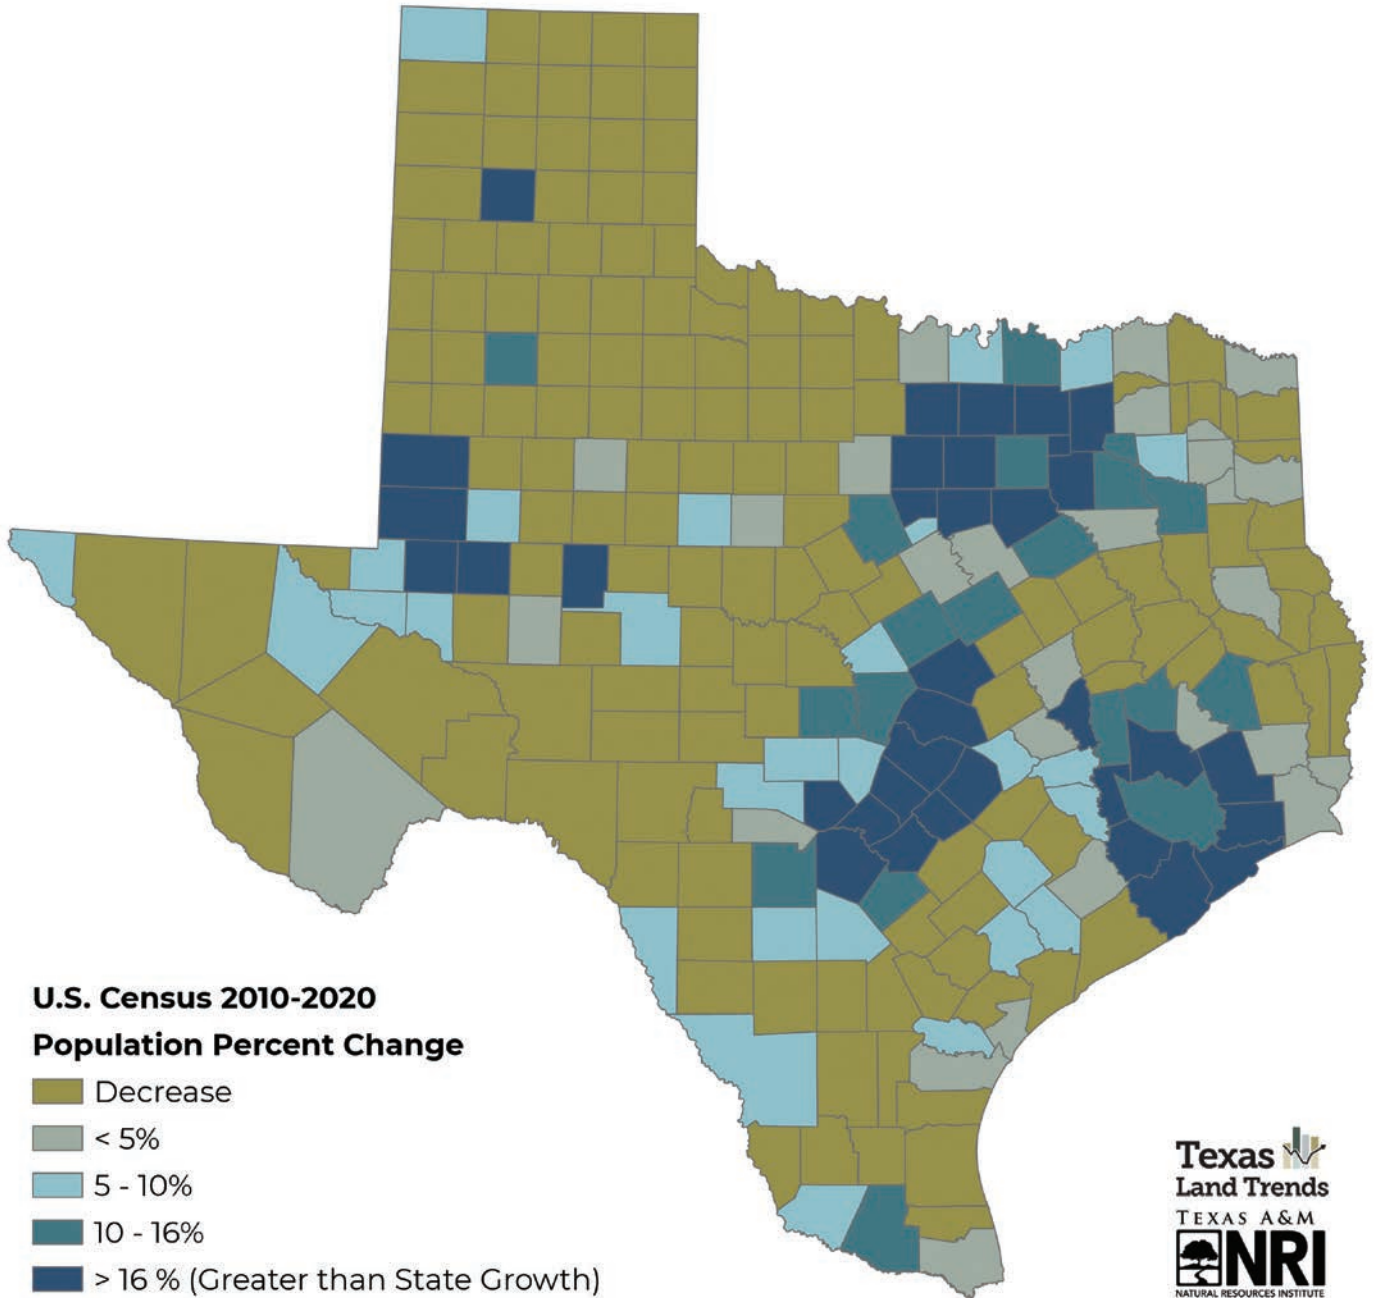 U.S. Census 2010-2020
Population Percent Change
Decrease
< 5%
5 - 10%
10 - 16%
> 16 % (Greater than State Growth)
Texas
Land Trends
TEXAS A&M
NRI
NATURAL RESOURCES INSTITUTE